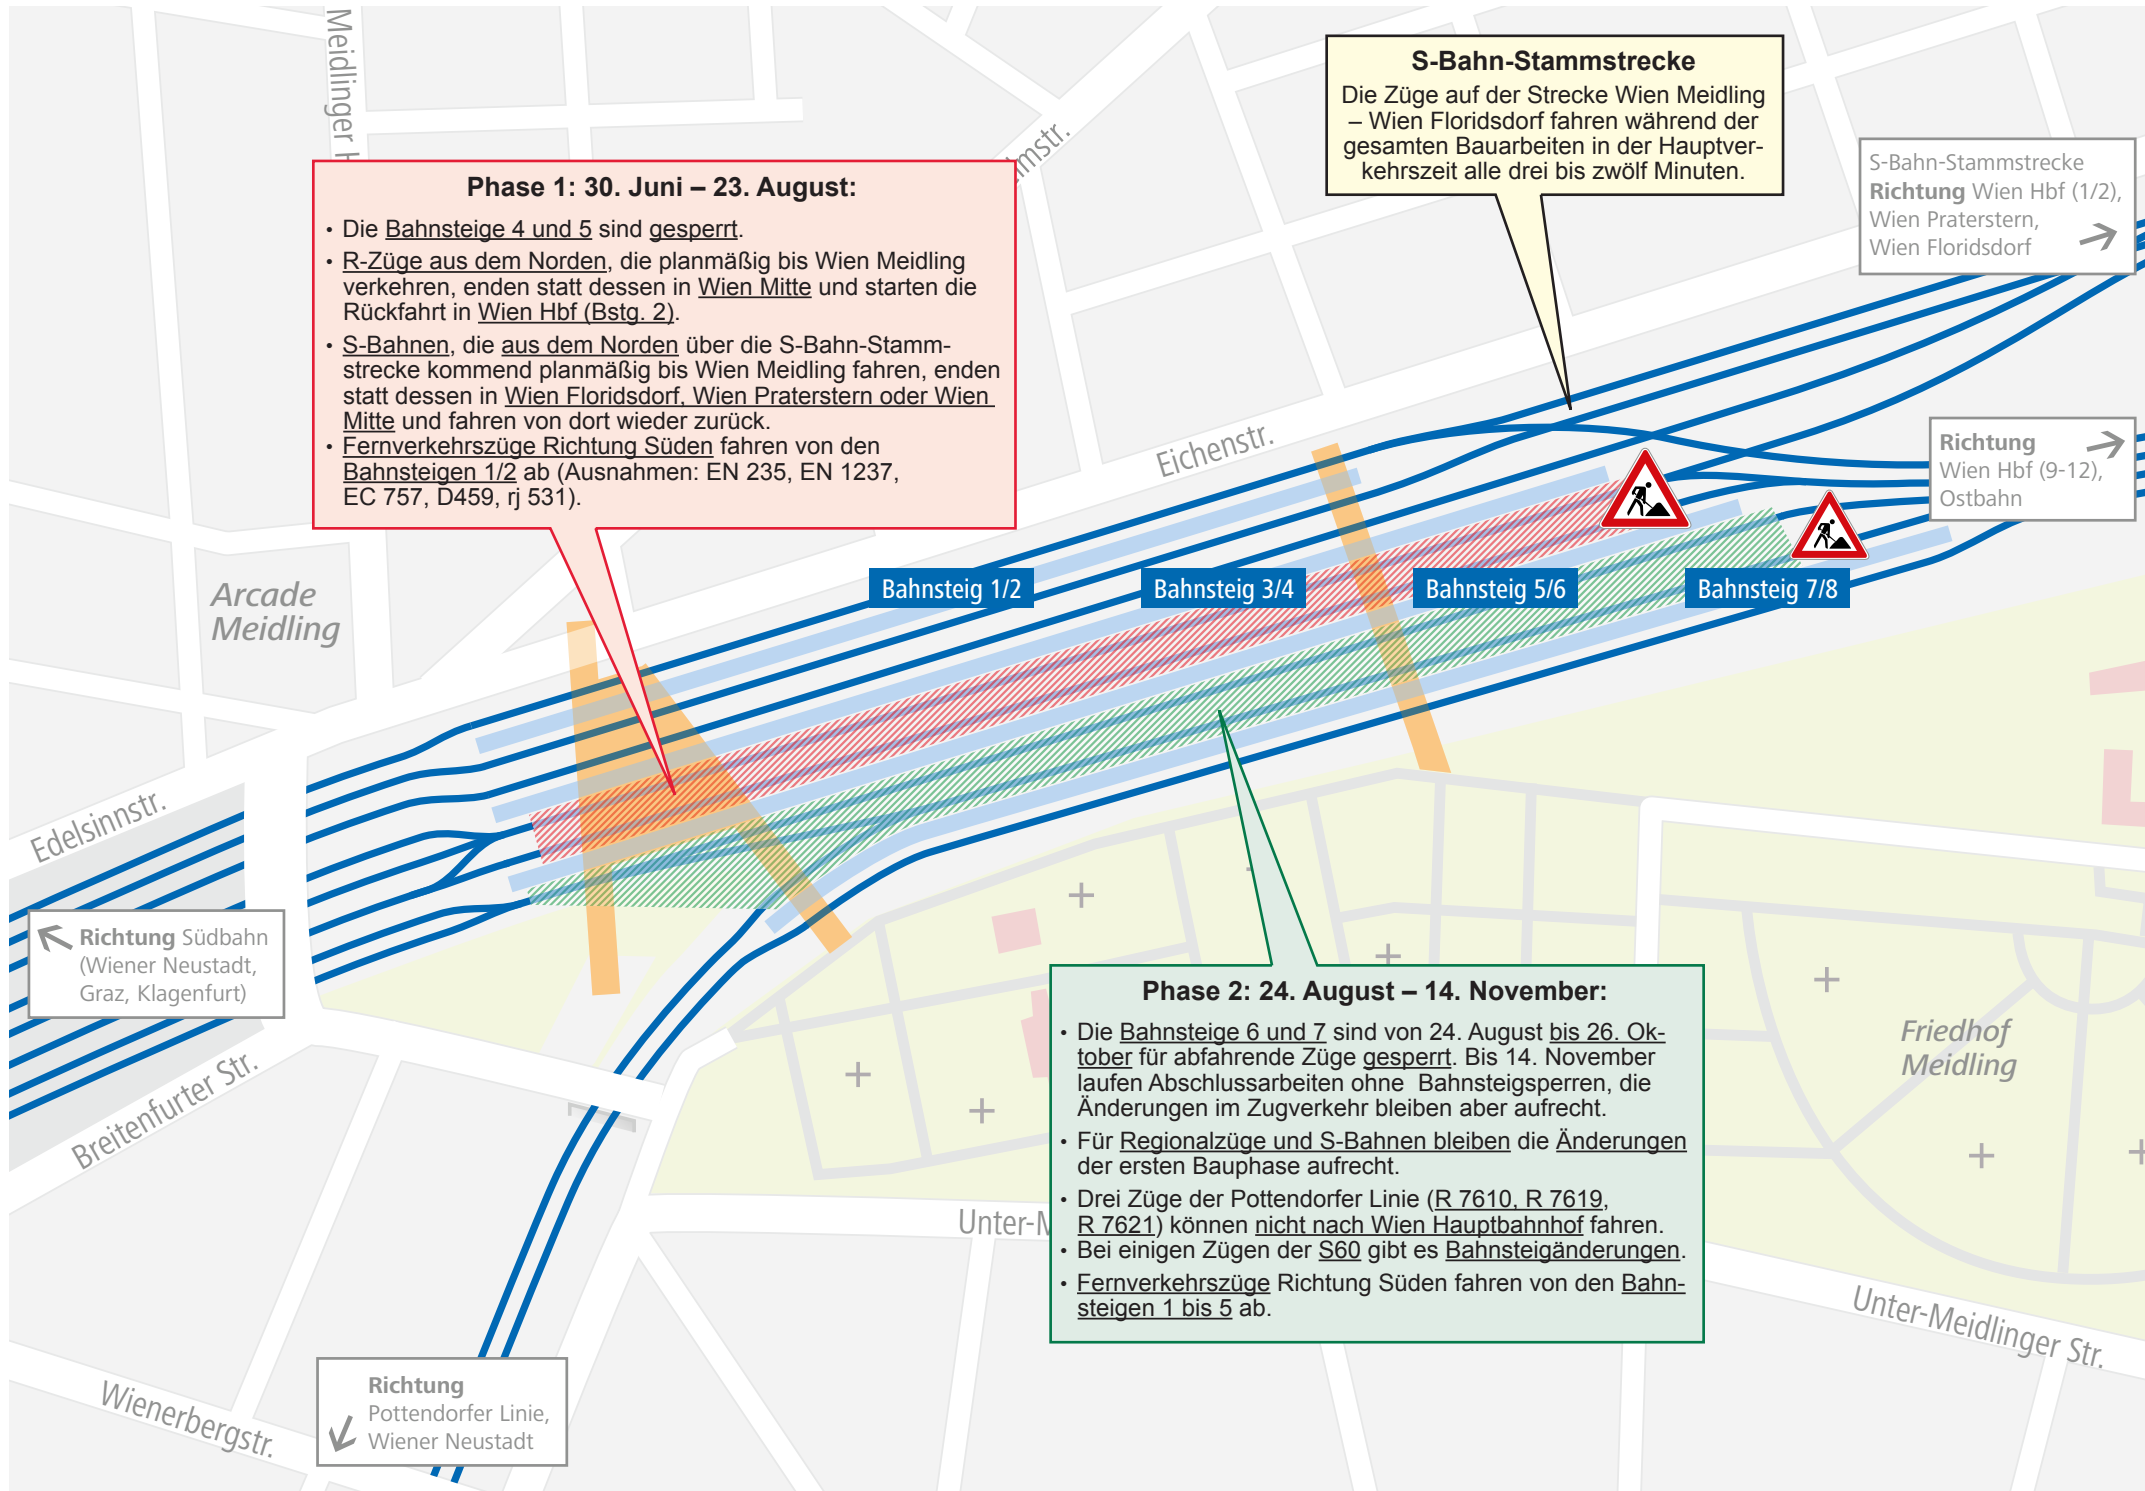 Meidlinger
S-Bahn-Stammstrecke
Die Züge auf der Strecke Wien Meidling
– Wien Floridsdorf fahren während der
gesamten Bauarbeiten in der Hauptver-
kehrszeit alle drei bis zwölf Minuten.
S-Bahn-Stammstrecke
Richtung Wien Hbf (1/2),
Wien Praterstern,
Wien Floridsdorf
Phase 1: 30. Juni – 23. August:
• Die Bahnsteige 4 und 5 sind gesperrt.
• R-Züge aus dem Norden, die planmäßig bis Wien Meidling
verkehren, enden statt dessen in Wien Mitte und starten die
Rückfahrt in Wien Hbf (Bstg. 2).
• S-Bahnen, die aus dem Norden über die S-Bahn-Stamm-
strecke kommend planmäßig bis Wien Meidling fahren, enden
statt dessen in Wien Floridsdorf, Wien Praterstern oder Wien
Mitte und fahren von dort wieder zurück.
• Fernverkehrszüge Richtung Süden fahren von den
Bahnsteigen 1/2 ab (Ausnahmen: EN 235, EN 1237,
EC 757, D459, rj 531).
Eichenstr.
Richtung
Wien Hbf (9-12),
Ostbahn
Arcade
Meidling
Bahnsteig 1/2
Bahnsteig 3/4
Bahnsteig 5/6
Bahnsteig 7/8
Edelsinnstr.
Richtung Südbahn
(Wiener Neustadt,
Graz, Klagenfurt)
Breitenfurter Str.
Phase 2: 24. August – 14. November:
• Die Bahnsteige 6 und 7 sind von 24. August bis 26. Ok-
tober für abfahrende Züge gesperrt. Bis 14. November
laufen Abschlussarbeiten ohne Bahnsteigsperren, die
Änderungen im Zugverkehr bleiben aber aufrecht.
• Für Regionalzüge und S-Bahnen bleiben die Änderungen
der ersten Bauphase aufrecht.
• Drei Züge der Pottendorfer Linie (R 7610, R 7619,
R 7621) können nicht nach Wien Hauptbahnhof fahren.
• Bei einigen Zügen der S60 gibt es Bahnsteigänderungen.
• Fernverkehrszüge Richtung Süden fahren von den Bahn-
steigen 1 bis 5 ab.
Friedhof
Meidling
Unter-M
Unter-Meidlinger Str.
Wienerbergstr.
Richtung
Pottendorfer Linie,
Wiener Neustadt